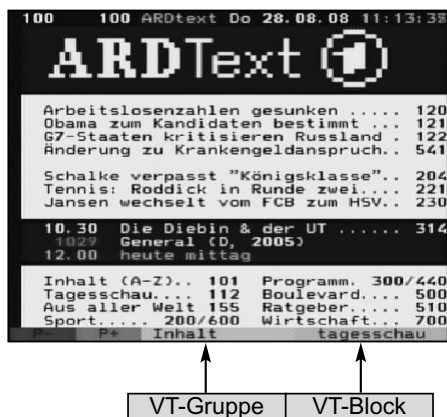 100 100 ARDtext Do 28.08.08 11:13:38
ARDText 1
Arbeitslosenzahlen gesunken ..... 120
Obama zum Kandidaten bestimmt .. 121
G7-Staaten kritisieren Russland . 122
Änderung zu Krankengeldanspruch.. 541
Schalke verpasst "Königsklasse".. 204
Tennis: Roddick in Runde zwei.... 221
Jansen wechselt vom FCB zum HSV.. 230
10.30 Die Diebin & der UT ...... 314
1029 General (D, 2005)
12.00 heute mittag
Inhalt (A-Z).. 101 Programm. 300/440
Tagesschau.... 112 Boulevard.... 500
Aus aller Welt 155 Ratgeber..... 510
Sport..... 200/600 Wirtschaft... 700
P- P+ Inhalt tagesschau
VT-Gruppe VT-Block